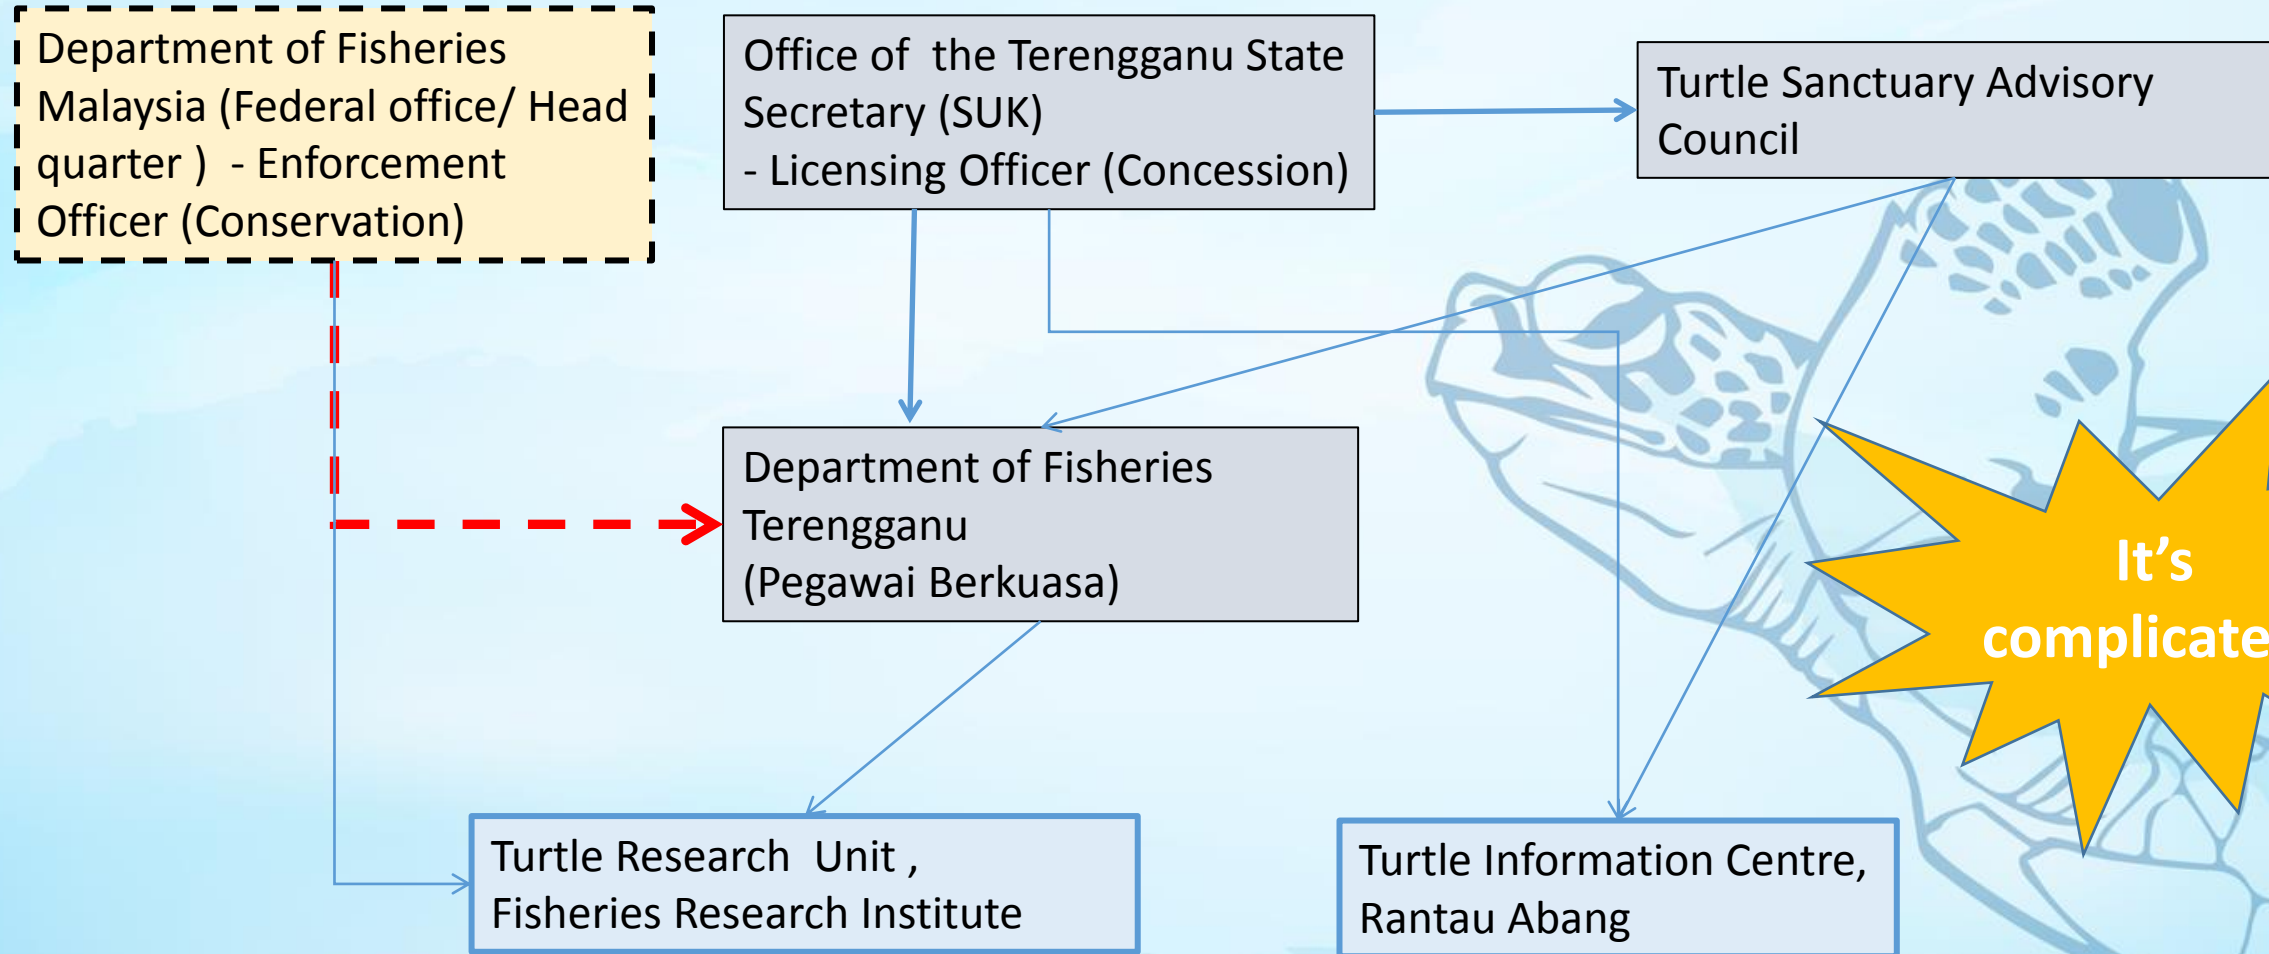 Department of Fisheries
Malaysia (Federal office/ Head
quarter )  - Enforcement
Officer (Conservation)
Office of  the Terengganu State
Secretary (SUK)
- Licensing Officer (Concession)
Turtle Sanctuary Advisory
Council
Department of Fisheries
Terengganu
(Pegawai Berkuasa)
It's
complicate
Turtle Research  Unit ,
Fisheries Research Institute
Turtle Information Centre,
Rantau Abang